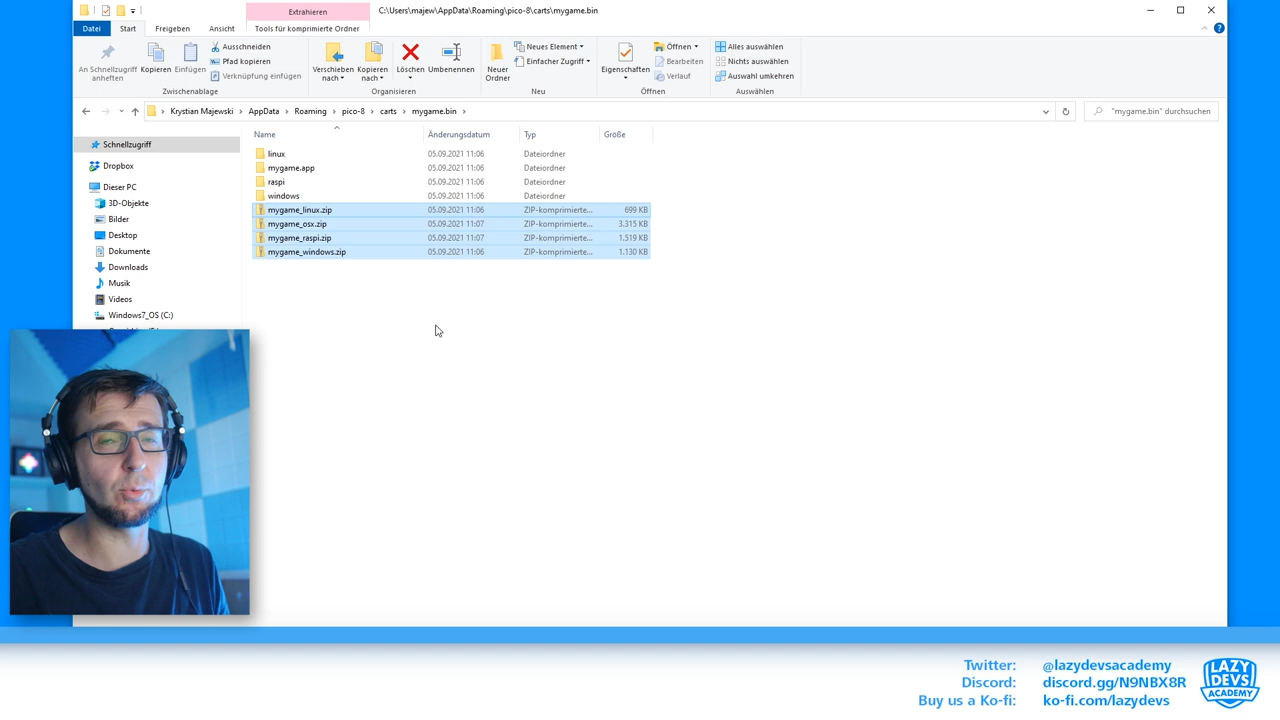 Extrahieren
C:\Users\majew\AppData\Roaming\pico-8\carts\mygame.bin
Datei
Start
Freigeben
Ansicht
Tools für komprimierte Ordner
An Schnellzugriff anheften
Kopieren
Einfügen
Ausschneiden
Pfad kopieren
Verknüpfung einfügen
Zwischenablage
Verschieben nach
Kopieren nach
Löschen
Umbenennen
Organisieren
Neuer Ordner
Neues Element
Einfacher Zugriff
Neu
Eigenschaften
Öffnen
Bearbeiten
Verlauf
Öffnen
Alles auswählen
Nichts auswählen
Auswahl umkehren
Auswählen
Krystian Majewski > AppData > Roaming > pico-8 > carts > mygame.bin >
"mygame.bin" durchsuchen
Schnellzugriff
Dropbox
Dieser PC
3D-Objekte
Bilder
Desktop
Dokumente
Downloads
Musik
Videos
Windows7_OS (C:)
Name Änderungsdatum Typ Größe
linux 05.09.2021 11:06 Dateiordner
mygame.app 05.09.2021 11:06 Dateiordner
raspi 05.09.2021 11:06 Dateiordner
windows 05.09.2021 11:06 Dateiordner
mygame_linux.zip 05.09.2021 11:06 ZIP-komprimierte... 699 KB
mygame_osx.zip 05.09.2021 11:07 ZIP-komprimierte... 3.315 KB
mygame_raspi.zip 05.09.2021 11:07 ZIP-komprimierte... 1.519 KB
mygame_windows.zip 05.09.2021 11:06 ZIP-komprimierte... 1.130 KB
Twitter: @lazydevsacademy
Discord: discord.gg/N9NBX8R
Buy us a Ko-fi: ko-fi.com/lazydevs
LAZY
DEVS
ACADEMY